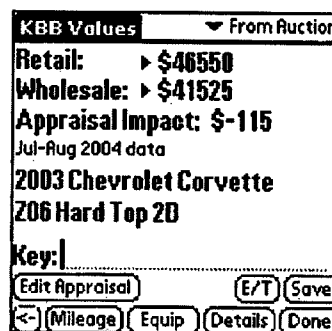 KBB Values ▼ From Auction
Retail: ▸ $46550
Wholesale: ▸ $41525
Appraisal Impact: $-115
Jul-Aug 2004 data
2003 Chevrolet Corvette
Z06 Hard Top 2D
Key:
Edit Appraisal E/T Save
<- Mileage Equip Details Done